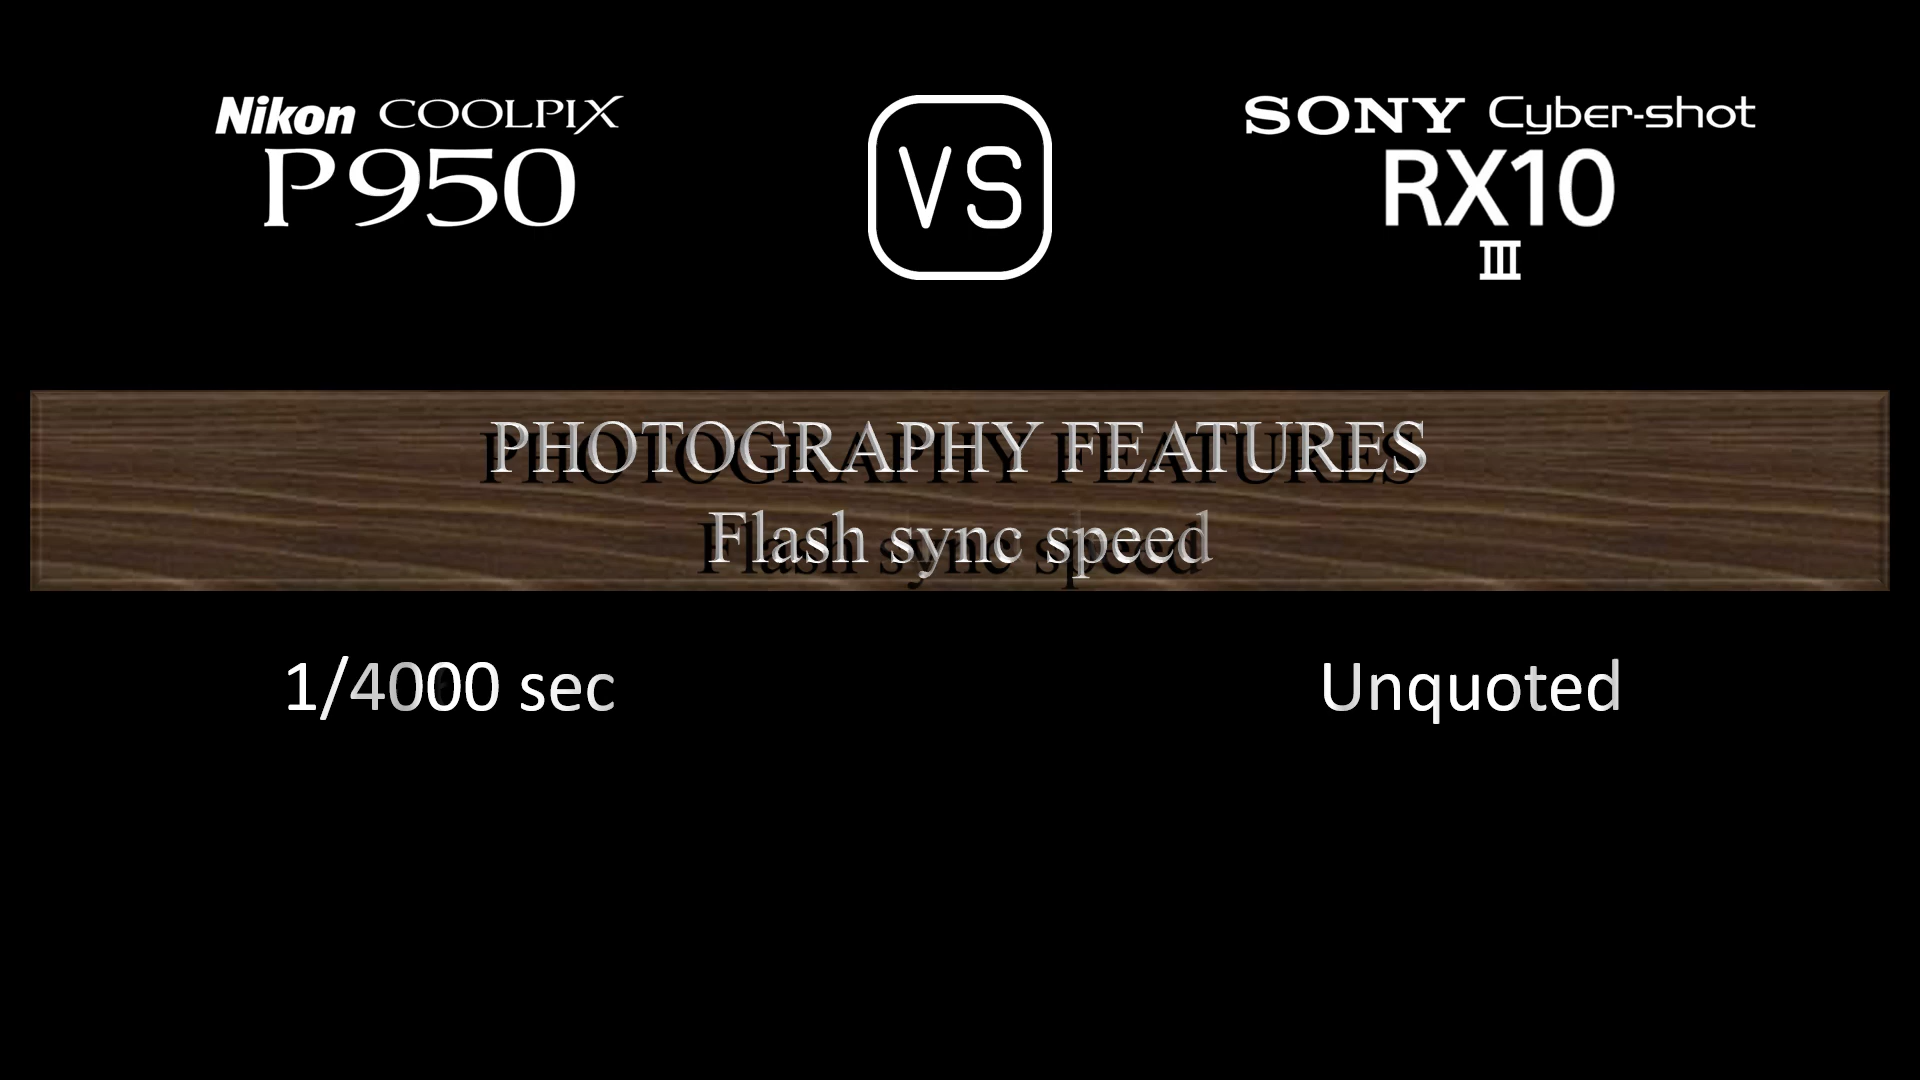 Nikon COOLPIX
P950
VS
SONY Cyber-shot
RX10
III
PHOTOGRAPHY FEATURES
Flash sync speed
1/4000 sec
Unquoted